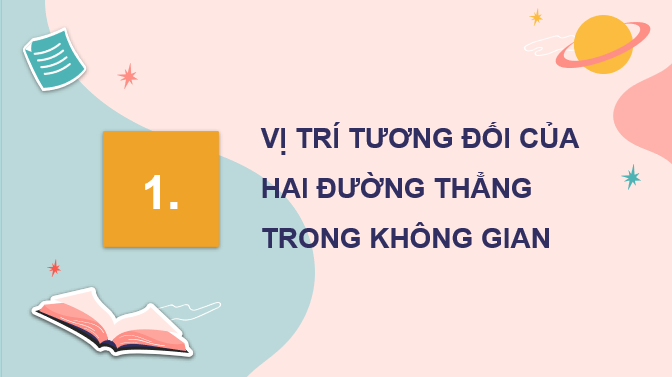 1.
VỊ TRÍ TƯƠNG ĐỐI CỦA
HAI ĐƯỜNG THẲNG
TRONG KHÔNG GIAN